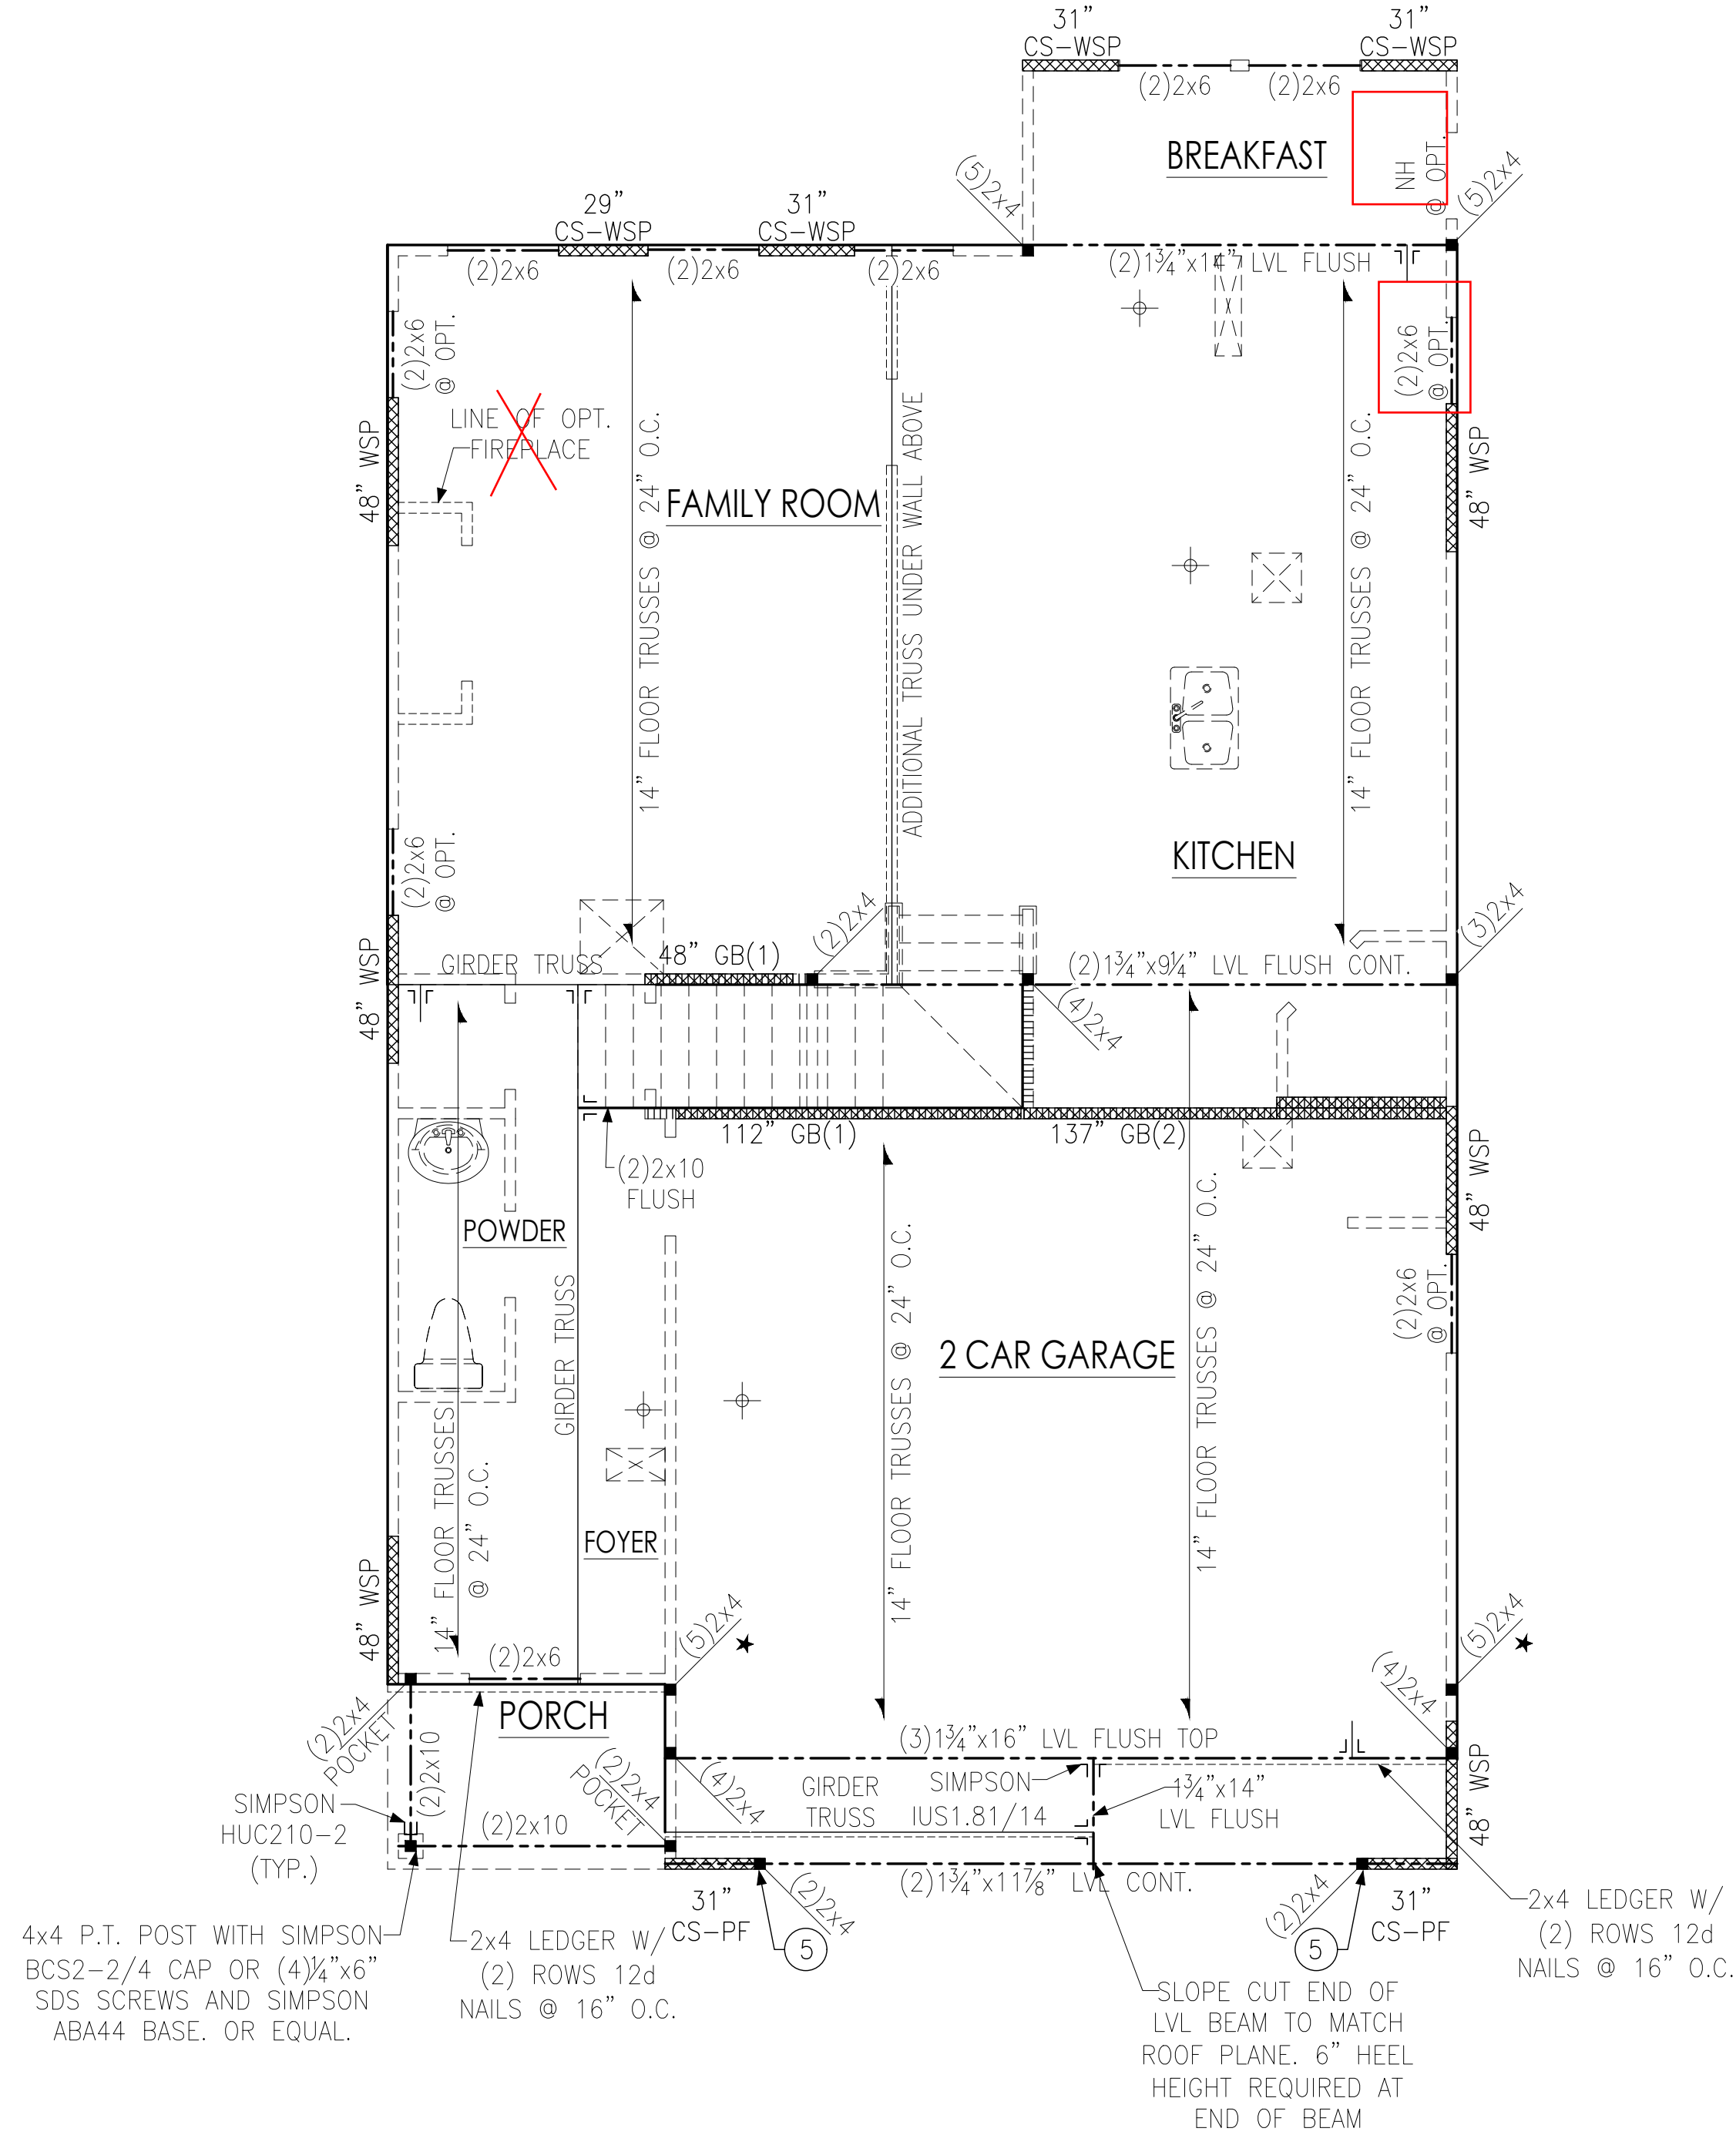 31”
CS-WSP
31”
CS-WSP
(2)2x6
(2)2x6
BREAKFAST
NH
@ OPT.
(5)2x4
(5)2x4
29”
CS-WSP
31”
CS-WSP
(2)2x6
(2)2x6
(2)2x6
(2)1¾”x14” LVL FLUSH
(2)2x6
@ OPT.
(2)2x6
@ OPT.
LINE OF OPT.
FIREPLACE
48” WSP
48” WSP
FAMILY ROOM
14” FLOOR TRUSSES @ 24” O.C.
ADDITIONAL TRUSS UNDER WALL ABOVE
14” FLOOR TRUSSES @ 24” O.C.
KITCHEN
(2)2x6
@ OPT.
(2)2x4
(3)2x4
48” WSP
GIRDER TRUSS
48” GB(1)
(2)1¾”x9¼” LVL FLUSH CONT.
48” WSP
(4)2x4
112” GB(1)
137” GB(2)
48” WSP
(2)2x10
FLUSH
POWDER
GIRDER TRUSS
(2)2x6
@ OPT.
2 CAR GARAGE
14” FLOOR TRUSSES @ 24” O.C.
14” FLOOR TRUSSES @ 24” O.C.
14” FLOOR TRUSSES
@ 24” O.C.
FOYER
48” WSP
(5)2x4
(5)2x4
(2)2x6
(4)2x4
PORCH
(2)2x4
POCKET
(2)2x10
(3)1¾”x16” LVL FLUSH TOP
(2)2x4
POCKET
(4)2x4
GIRDER
TRUSS
SIMPSON
IUS1.81/14
1¾”x14”
LVL FLUSH
48” WSP
SIMPSON
HUC210-2
(TYP.)
(2)2x10
(2)1¾”x11⅞” LVL CONT.
31”
CS-PF
(2)2x4
5
(2)2x4
5
31”
CS-PF
4x4 P.T. POST WITH SIMPSON
BCS2-2/4 CAP OR (4)¼”x6”
SDS SCREWS AND SIMPSON
ABA44 BASE. OR EQUAL.
2x4 LEDGER W/
(2) ROWS 12d
NAILS @ 16” O.C.
2x4 LEDGER W/
(2) ROWS 12d
NAILS @ 16” O.C.
SLOPE CUT END OF
LVL BEAM TO MATCH
ROOF PLANE. 6” HEEL
HEIGHT REQUIRED AT
END OF BEAM